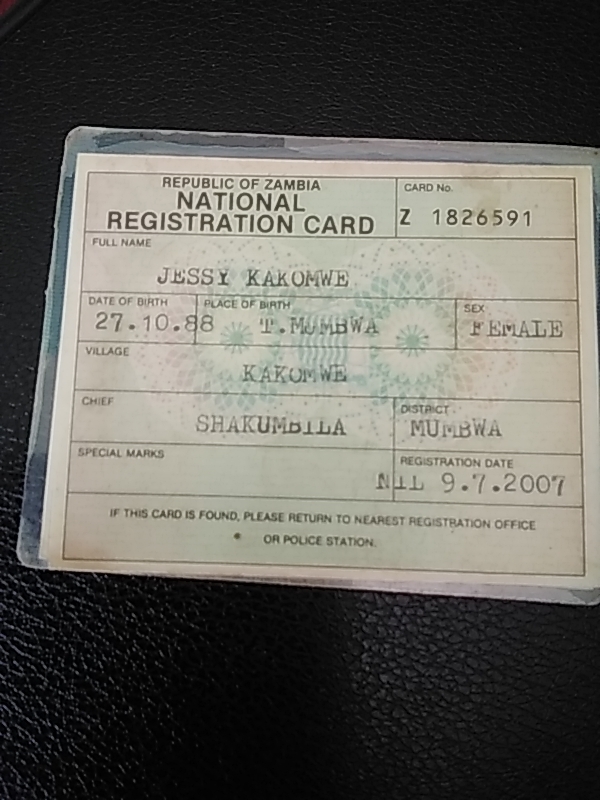 REPUBLIC OF ZAMBIA
NATIONAL
REGISTRATION CARD
CARD No.
Z 1826591
FULL NAME
JESSY KAKOMWE
DATE OF BIRTH
27.10.88
PLACE OF BIRTH
T.MUMBWA
SEX
FEMALE
VILLAGE
KAKOMWE
CHIEF
SHAKUMBILA
DISTRICT
MUMBWA
SPECIAL MARKS
NIL
REGISTRATION DATE
9.7.2007
IF THIS CARD IS FOUND, PLEASE RETURN TO NEAREST REGISTRATION OFFICE
OR POLICE STATION.